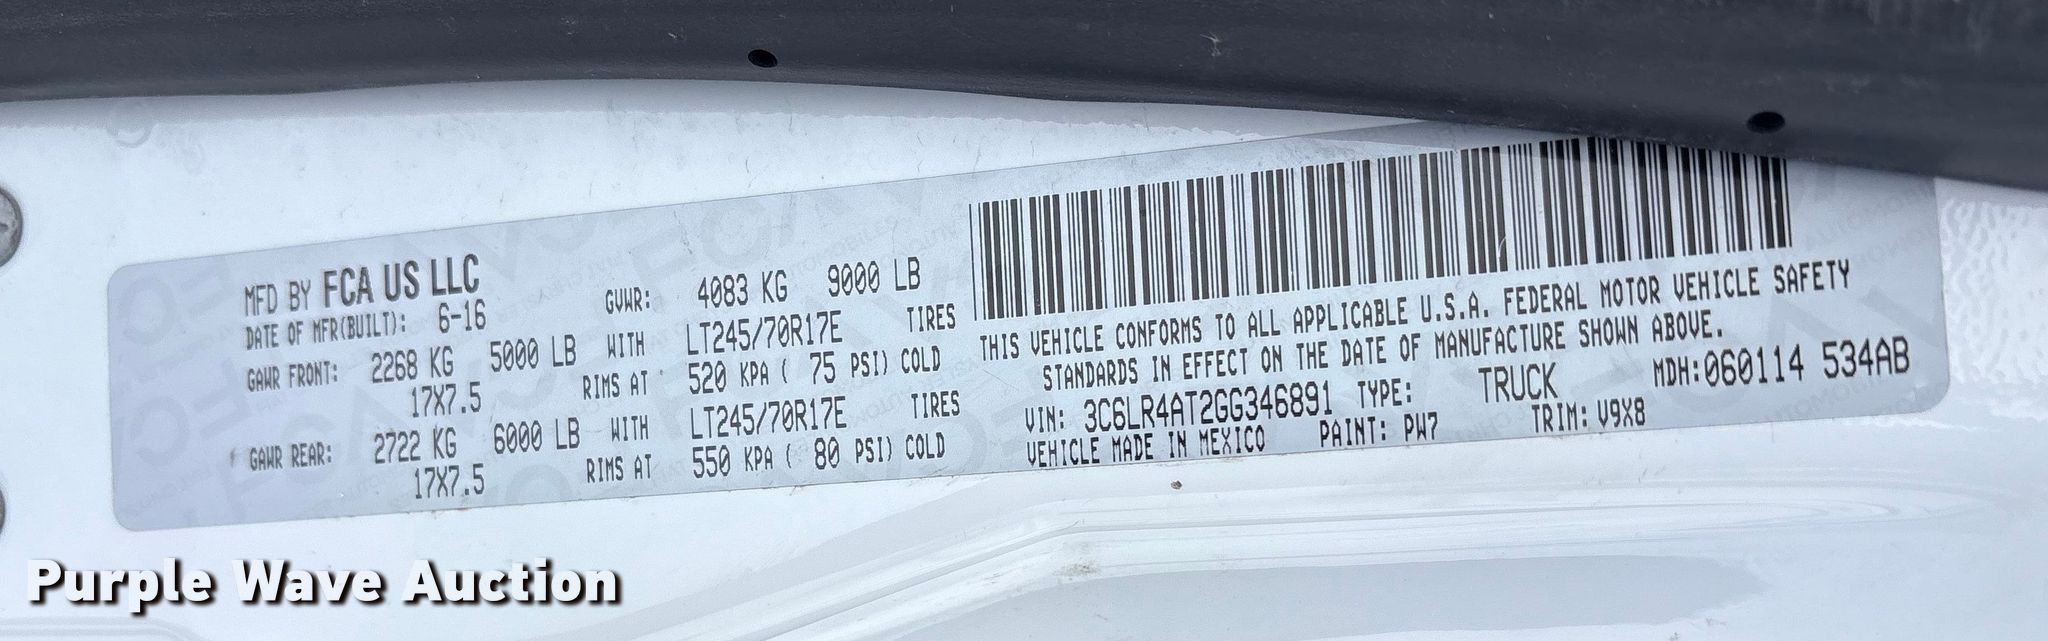 MFD BY FCA US LLC
DATE OF MFR(BUILT): 6-16
GVWR: 4083 KG 9000 LB
GAWR FRONT: 2268 KG 5000 LB WITH LT245/70R17E TIRES
17X7.5 RIMS AT 520 KPA ( 75 PSI) COLD
GAWR REAR: 2722 KG 6000 LB WITH LT245/70R17E TIRES
17X7.5 RIMS AT 550 KPA ( 80 PSI) COLD
THIS VEHICLE CONFORMS TO ALL APPLICABLE U.S.A. FEDERAL MOTOR VEHICLE SAFETY
STANDARDS IN EFFECT ON THE DATE OF MANUFACTURE SHOWN ABOVE.
VIN: 3C6LR4AT2GG346891 TYPE: TRUCK MDH:060114 534AB
VEHICLE MADE IN MEXICO PAINT: PW7 TRIM: V9X8
Purple Wave Auction